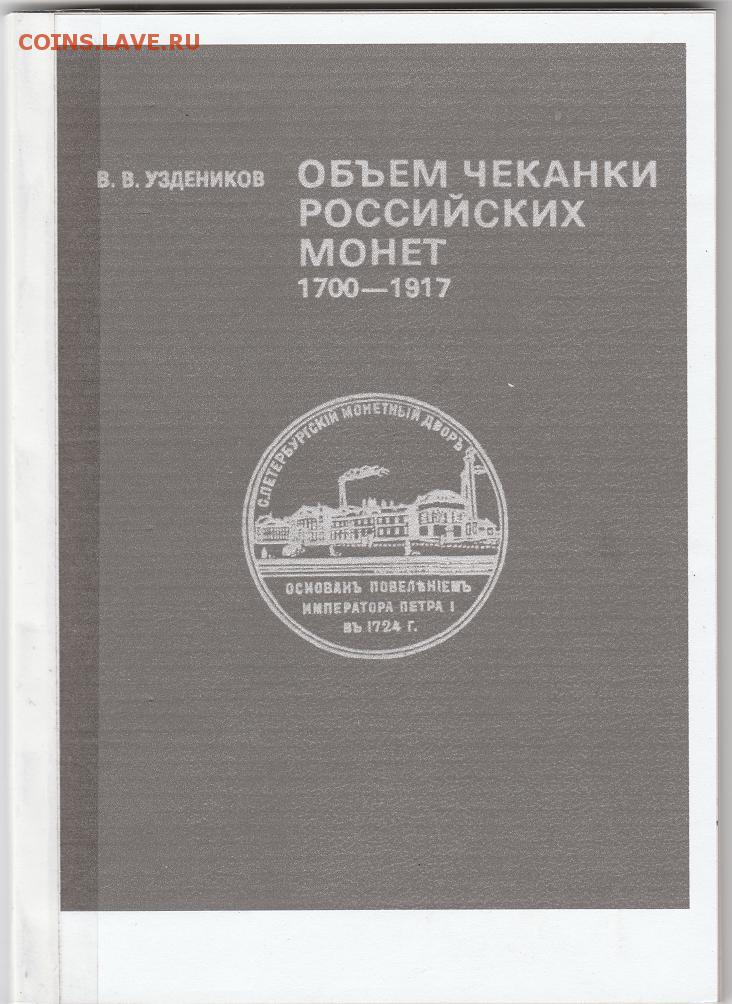 COINS.LAVE.RU
В. В. УЗДЕНИКОВ
ОБЪЕМ ЧЕКАНКИ
РОССИЙСКИХ
МОНЕТ
1700—1917
С.ПЕТЕРБУРГСКІЙ МОНЕТНЫЙ ДВОРЪ
ОСНОВАНЪ ПОВЕЛѢНІЕМЪ
ИМПЕРАТОРА ПЕТРА I
ВЪ 1724 Г.